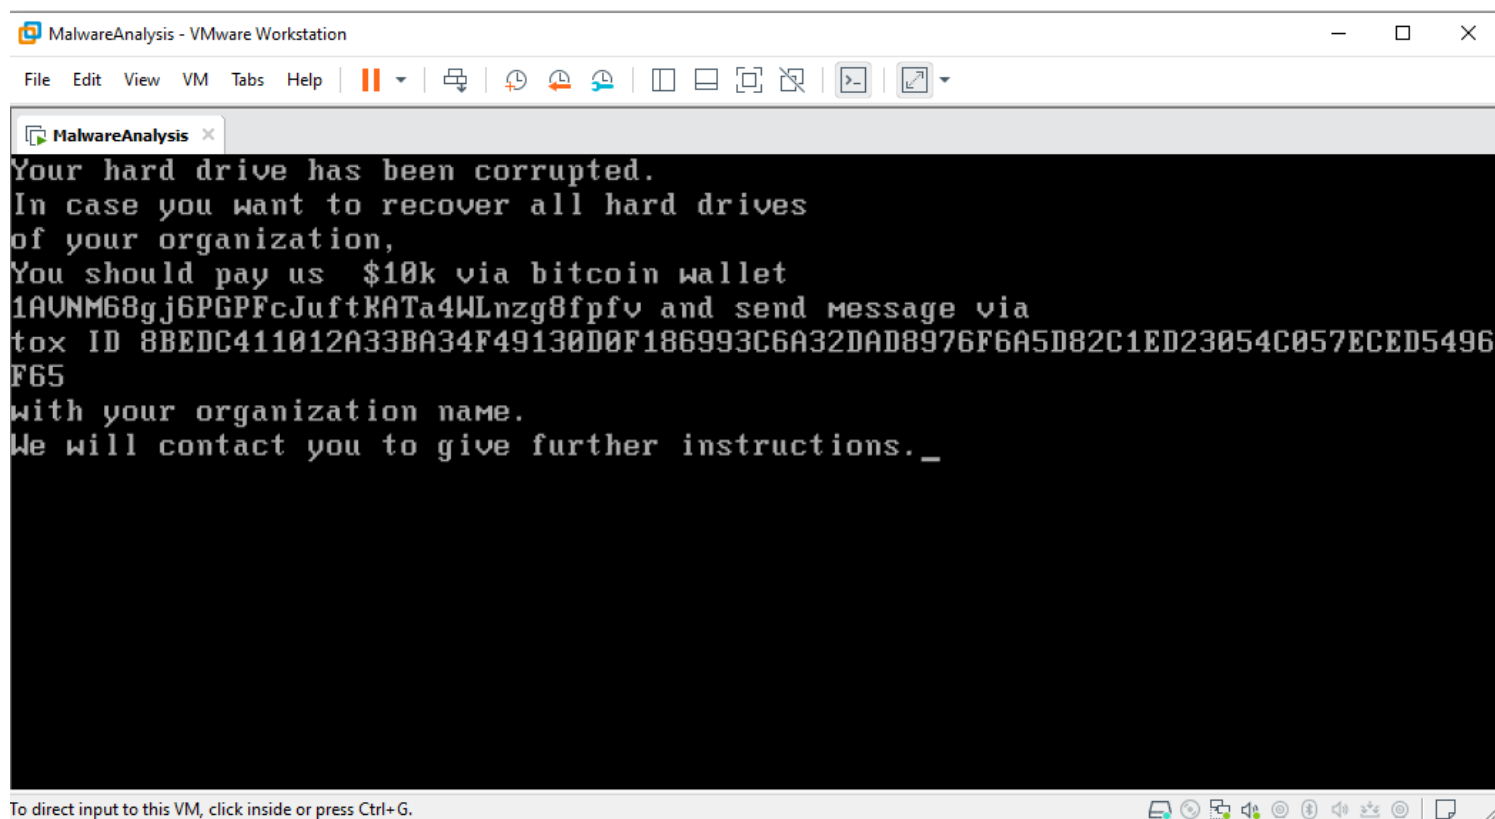 MalwareAnalysis - VMware Workstation
File Edit View VM Tabs Help
MalwareAnalysis
Your hard drive has been corrupted.
In case you want to recover all hard drives
of your organization,
You should pay us  $10k via bitcoin wallet
1AVNM68gj6PGPFcJuftKATa4WLnzg8fpfv and send message via
tox ID 8BEDC411012A33BA34F49130D0F186993C6A32DAD8976F6A5D82C1ED23054C057ECED5496
F65
with your organization name.
We will contact you to give further instructions._
To direct input to this VM, click inside or press Ctrl+G.